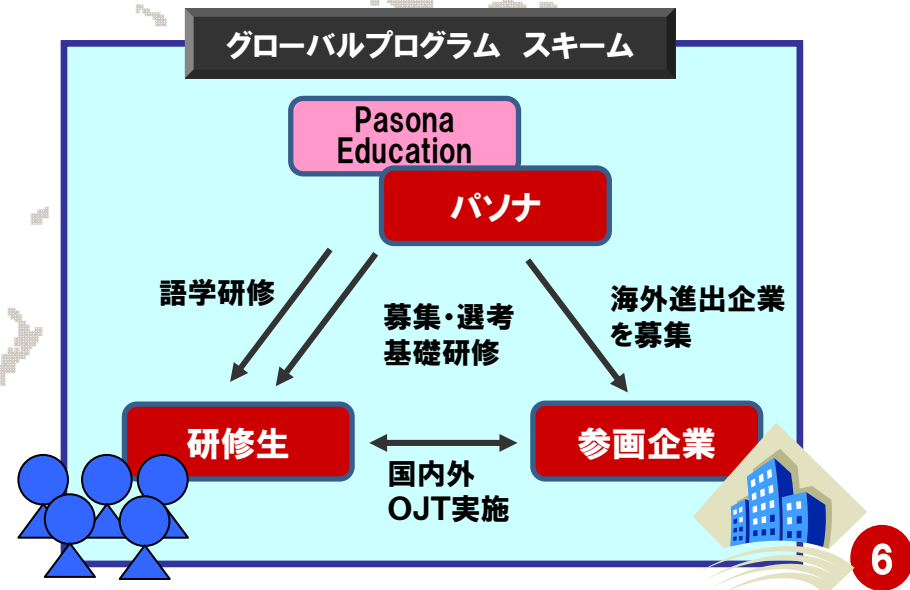 グローバルプログラム　スキーム
Pasona
Education
パソナ
語学研修
募集・選考
基礎研修
海外進出企業
を募集
研修生
参画企業
国内外
OJT実施
6